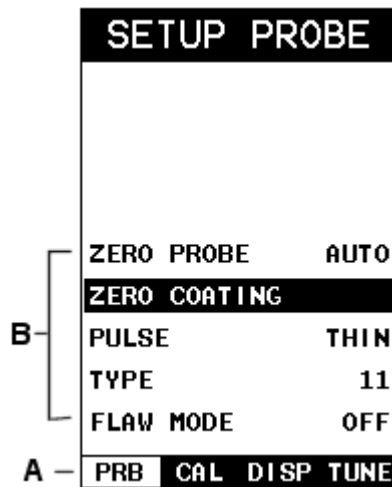 SETUP PROBE
ZERO PROBE AUTO
ZERO COATING
B
PULSE THIN
TYPE 11
FLAW MODE OFF
A PRB CAL DISP TUNE